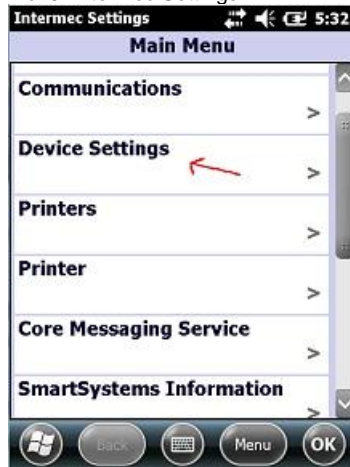 Intermec Settings 5:32
Main Menu
Communications
>
Device Settings
>
Printers
>
Printer
>
Core Messaging Service
>
SmartSystems Information
>
Back Menu OK